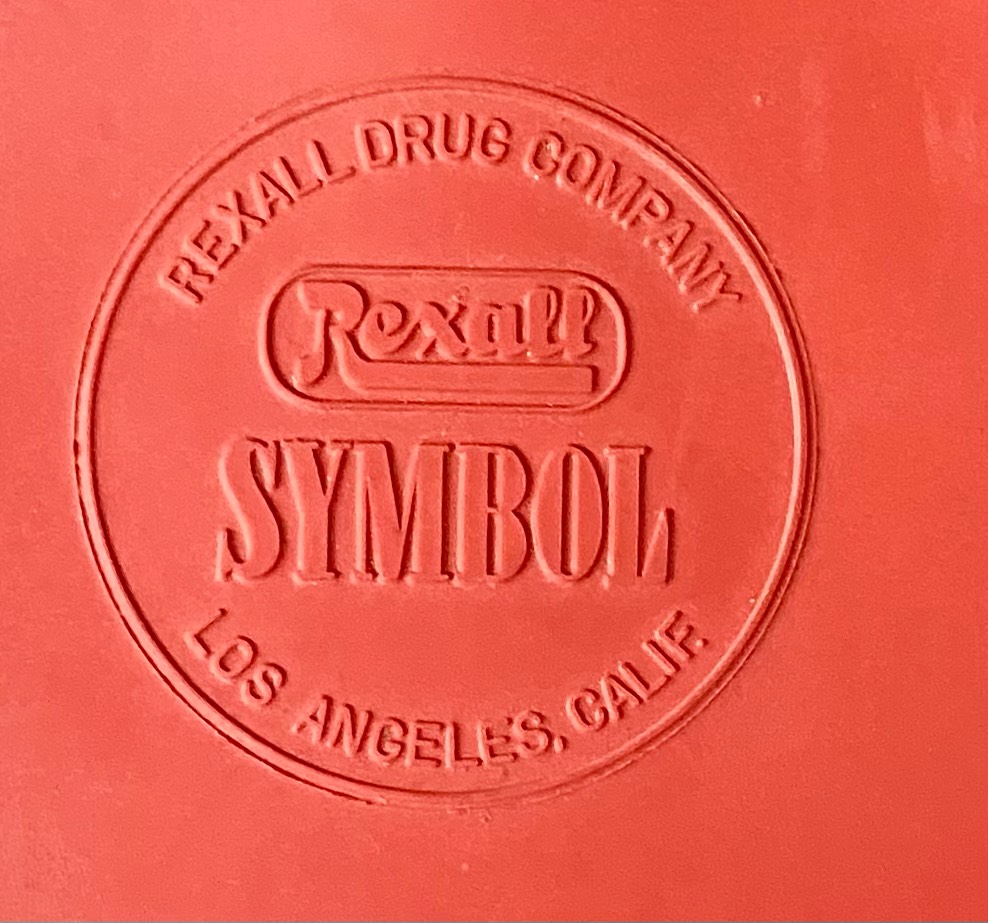 REXALL DRUG COMPANY
Rexall
SYMBOL
LOS ANGELES, CALIF.